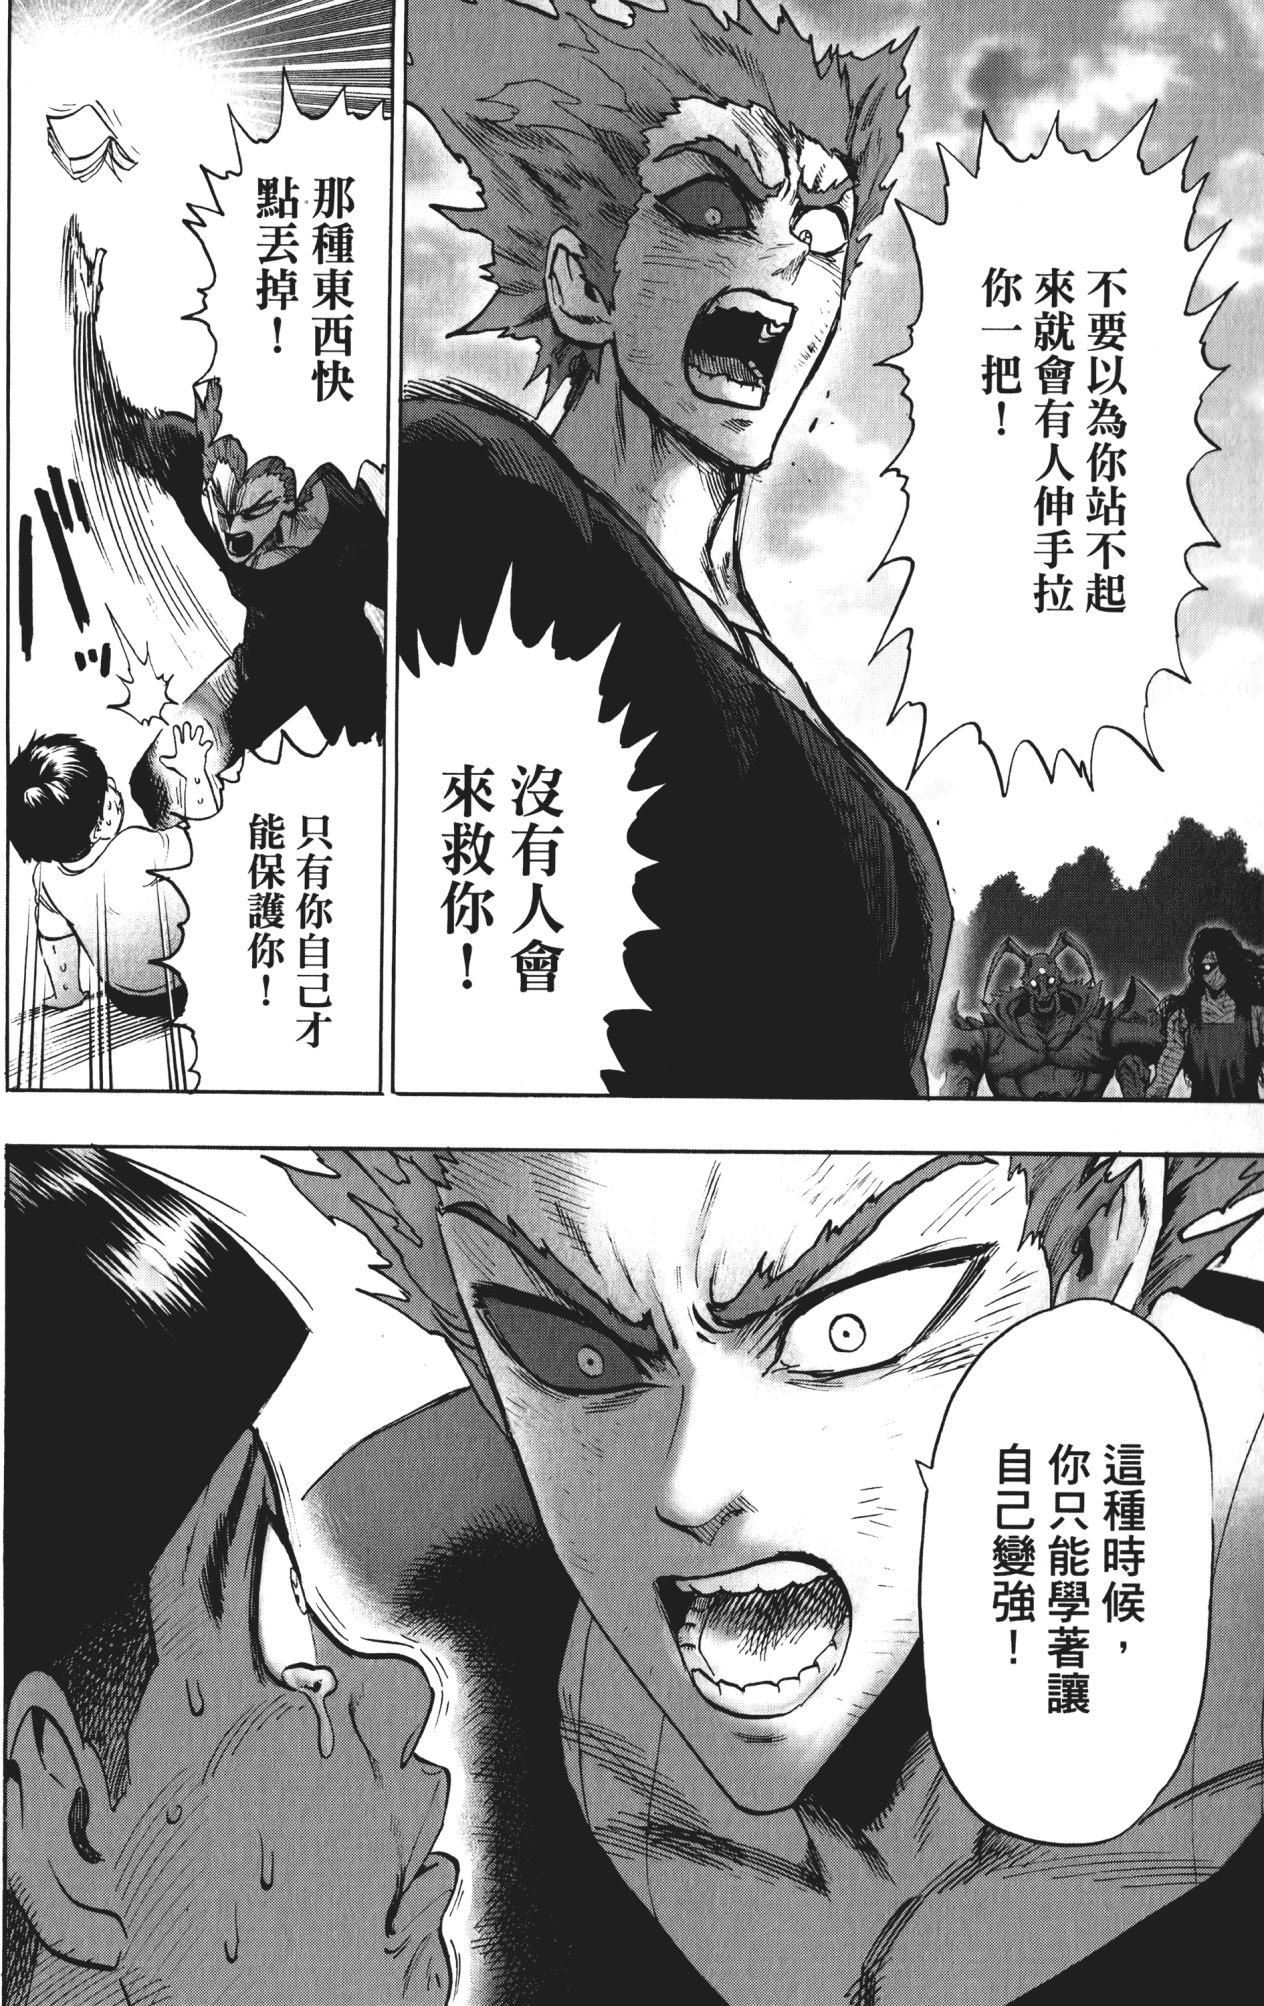 不要以為你站不起
來就會有人伸手拉
你一把！
沒有人會
來救你！
那種東西快
點丟掉！
ッ
只有你自己才
能保護你！
這種時候，
你只能學著讓
自己變強！